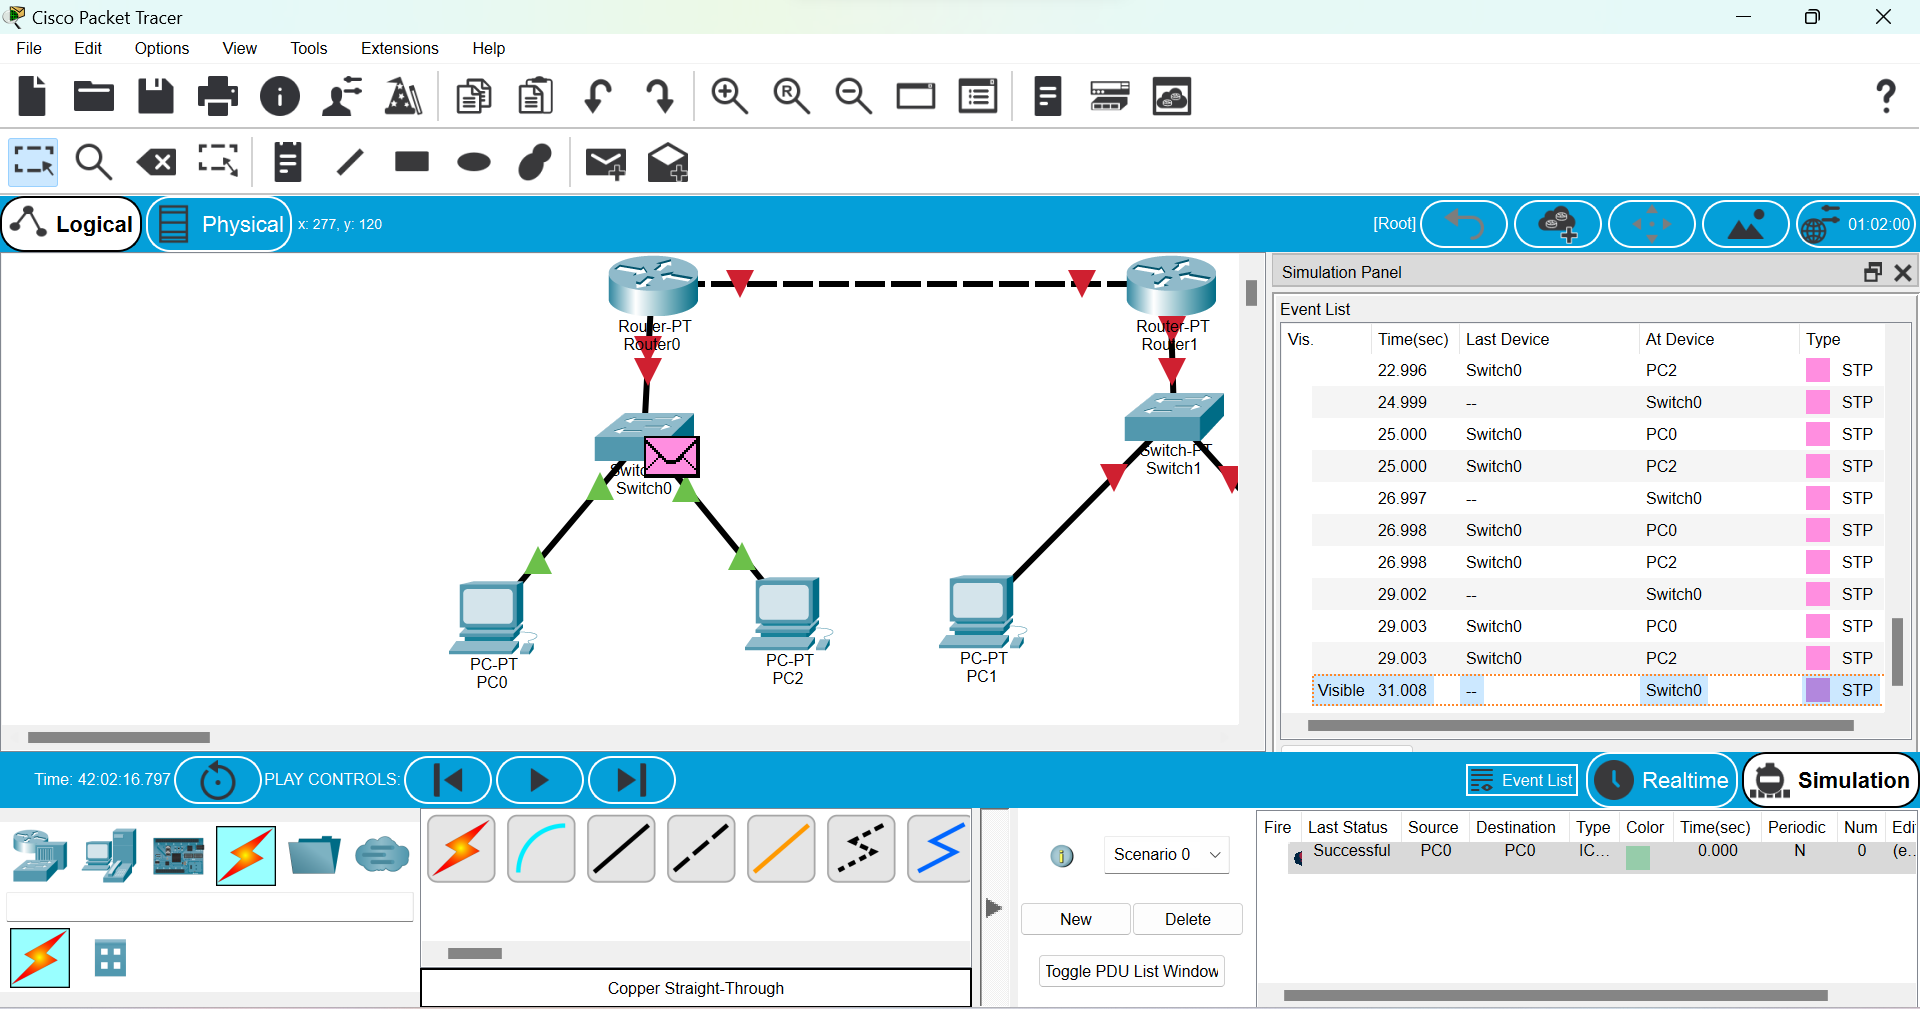 Cisco Packet Tracer
File Edit Options View Tools Extensions Help
Logical Physical x: 277, y: 120 [Root] 01:02:00
Router-PT
Router0
Router-PT
Router1
Switch0
Switch-PT
Switch1
PC-PT
PC0
PC-PT
PC2
PC-PT
PC1
Simulation Panel
Event List
Vis. Time(sec) Last Device At Device Type
22.996 Switch0 PC2 STP
24.999 -- Switch0 STP
25.000 Switch0 PC0 STP
25.000 Switch0 PC2 STP
26.997 -- Switch0 STP
26.998 Switch0 PC0 STP
26.998 Switch0 PC2 STP
29.002 -- Switch0 STP
29.003 Switch0 PC0 STP
29.003 Switch0 PC2 STP
Visible 31.008 -- Switch0 STP
Time: 42:02:16.797 PLAY CONTROLS: Event List Realtime Simulation
Scenario 0
New Delete
Toggle PDU List Window
Copper Straight-Through
Fire Last Status Source Destination Type Color Time(sec) Periodic Num Edi
Successful PC0 PC0 IC... 0.000 N 0 (e..